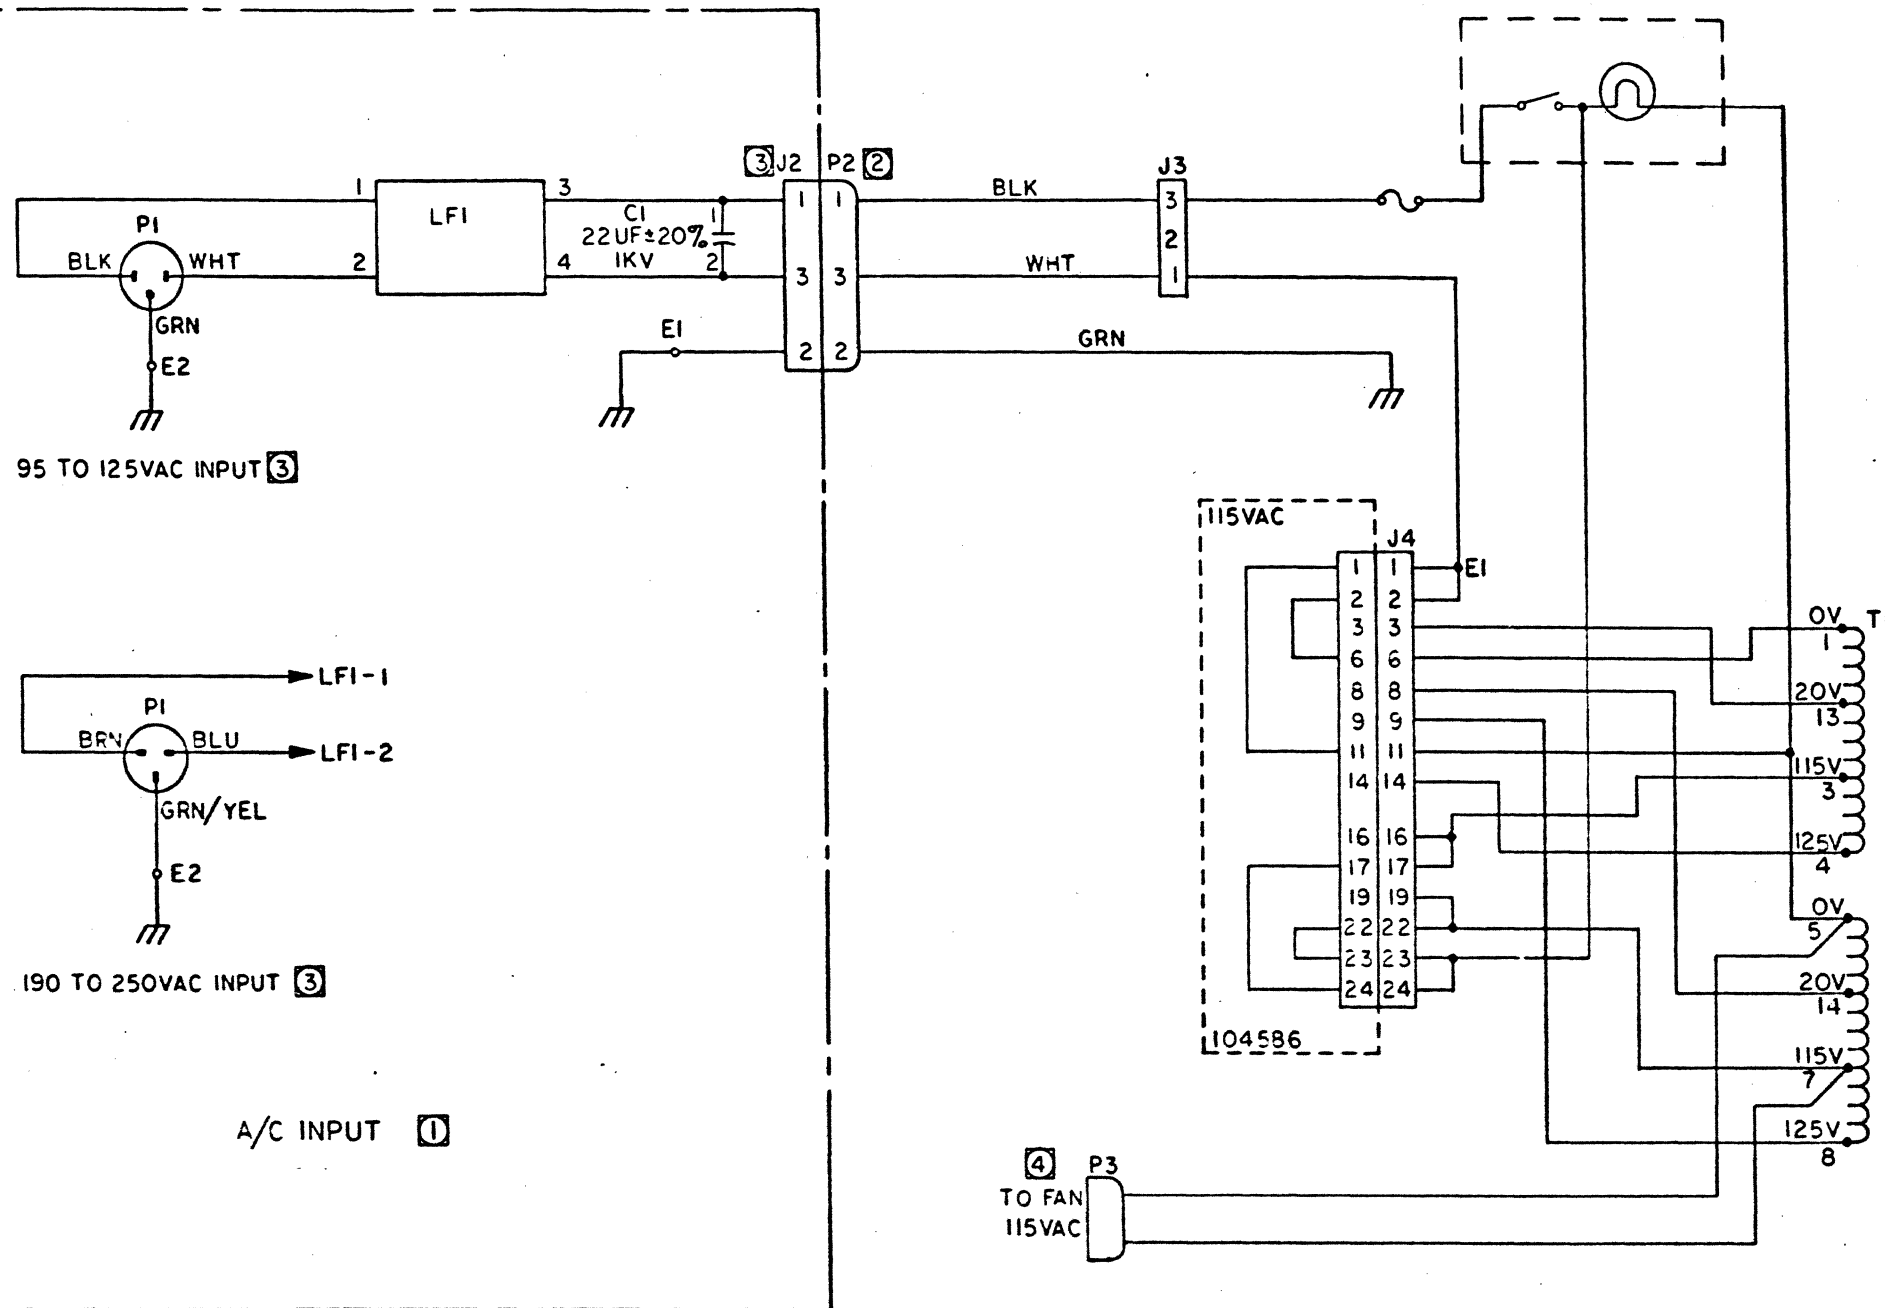 3 J2 P2 2
J3
1 LF1 3
C1 1
22UF±20%
1KV 2
2 4
P1
BLK WHT
GRN
E2
95 TO 125VAC INPUT 3
1 1
3 3
2 2
E1
BLK
WHT
GRN
3
2
1
115VAC
J4
E1
1 1
2 2
3 3
6 6
8 8
9 9
11 11
14 14
16 16
17 17
19 19
22 22
23 23
24 24
104586
0V T
1
20V
13
115V
3
125V
4
0V
5
20V
14
115V
7
125V
8
LF1-1
P1
BRN BLU LF1-2
GRN/YEL
E2
190 TO 250VAC INPUT 3
A/C INPUT 1
4 P3
TO FAN
115VAC